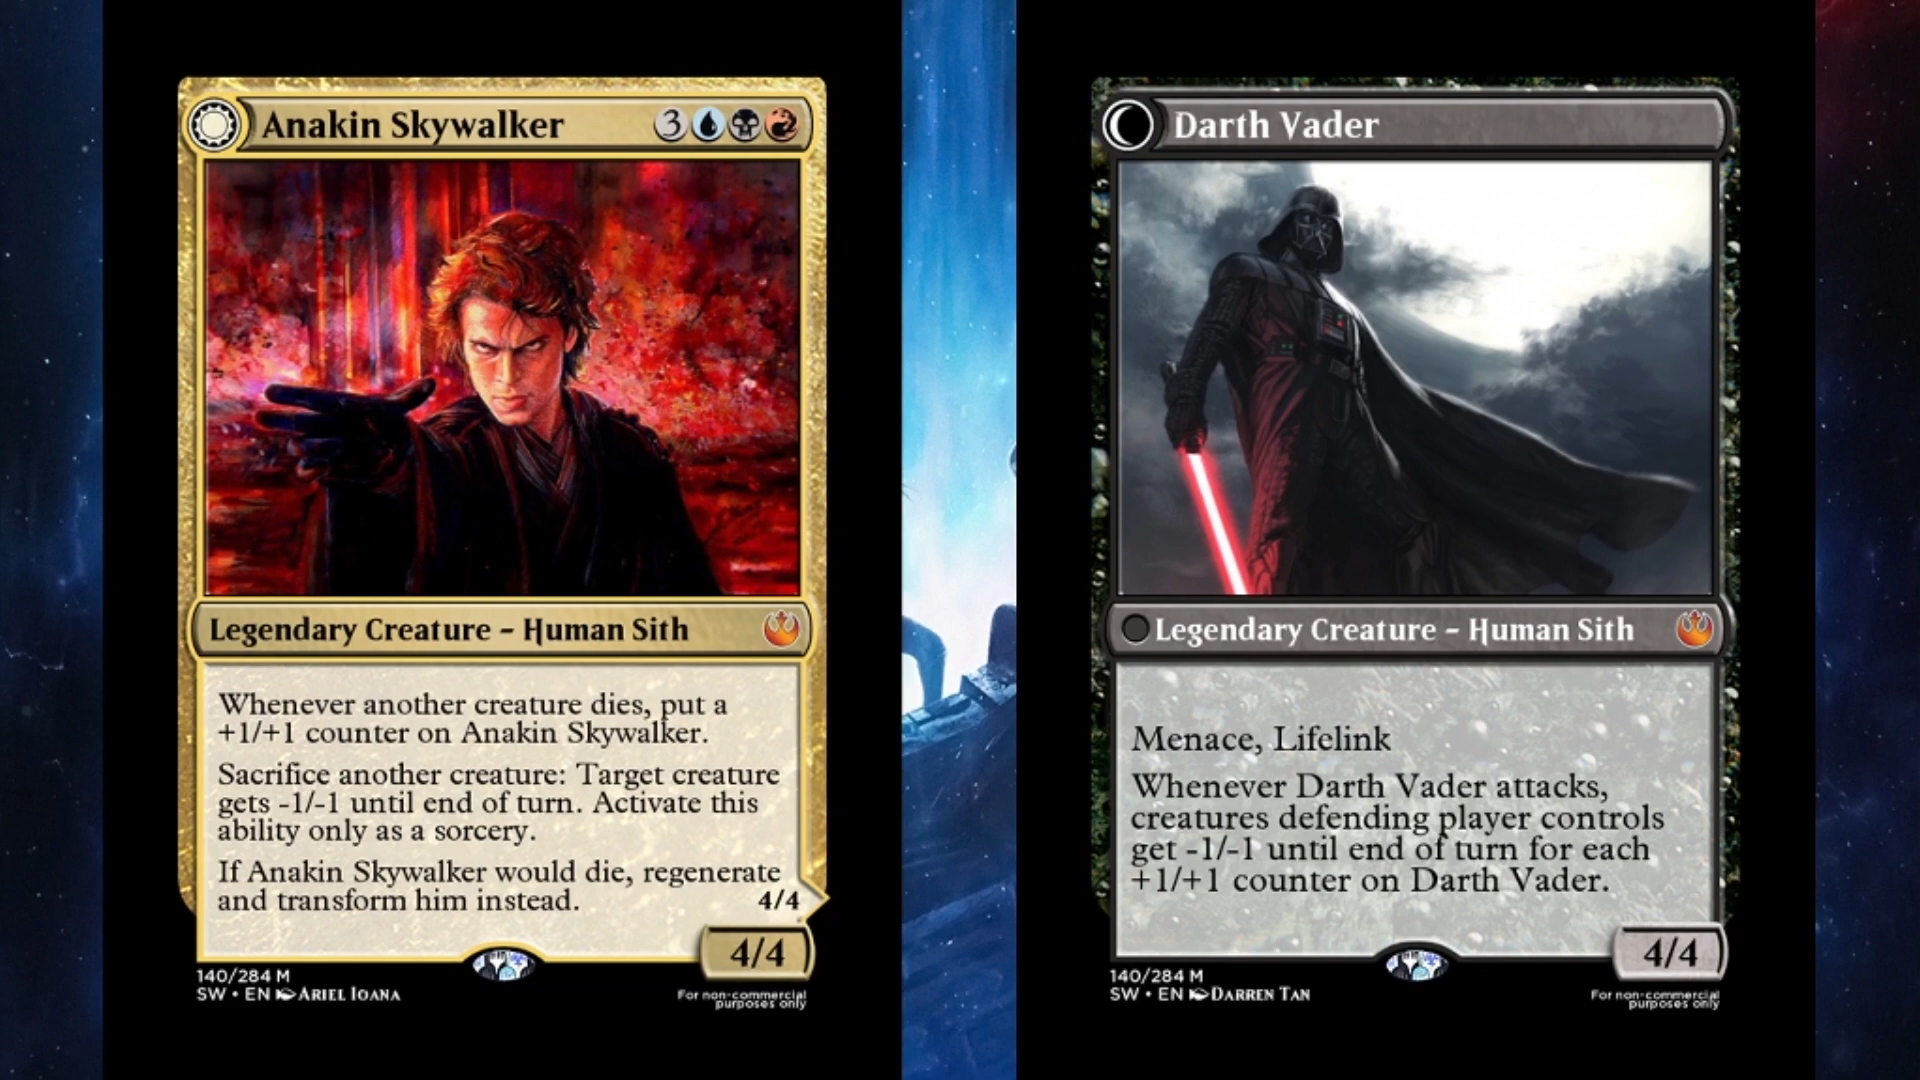 Anakin Skywalker 3
Legendary Creature – Human Sith
Whenever another creature dies, put a
+1/+1 counter on Anakin Skywalker.
Sacrifice another creature: Target creature
gets -1/-1 until end of turn. Activate this
ability only as a sorcery.
If Anakin Skywalker would die, regenerate
and transform him instead.
4/4
4/4
140/284 M
SW • EN ARIEL IOANA
For non-commercial
purposes only
Darth Vader
Legendary Creature – Human Sith
Menace, Lifelink
Whenever Darth Vader attacks,
creatures defending player controls
get -1/-1 until end of turn for each
+1/+1 counter on Darth Vader.
4/4
140/284 M
SW • EN DARREN TAN
For non-commercial
purposes only